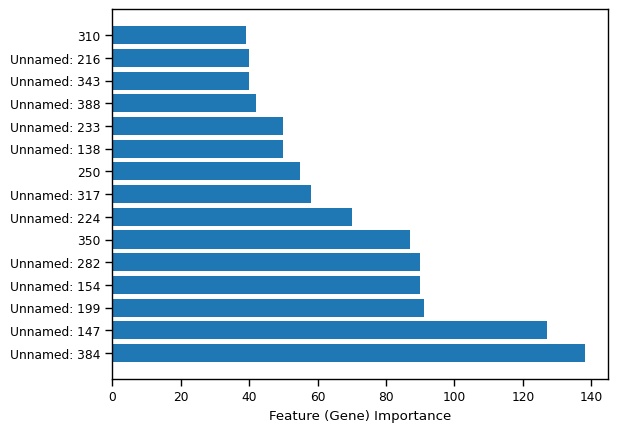 310
Unnamed: 216
Unnamed: 343
Unnamed: 388
Unnamed: 233
Unnamed: 138
250
Unnamed: 317
Unnamed: 224
350
Unnamed: 282
Unnamed: 154
Unnamed: 199
Unnamed: 147
Unnamed: 384
0 20 40 60 80 100 120 140
Feature (Gene) Importance